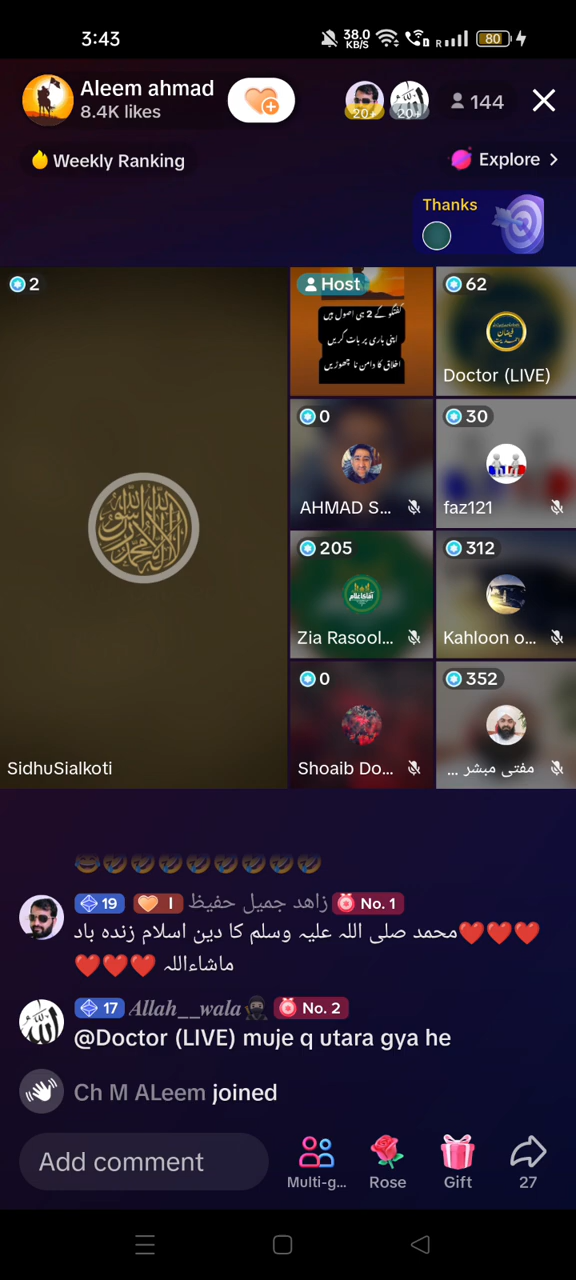 3:43
38.0
KB/S
R
80
Aleem ahmad
8.4K likes
20+
20+
144
Weekly Ranking
Explore >
Thanks
2
Host
گفتگو کے 2 ہی اصول ہیں
اپنی باری پر بات کریں
اخلاق کا دامن نا چھوڑیں
62
Doctor (LIVE)
0
AHMAD S...
30
faz121
205
Zia Rasool...
312
Kahloon o...
0
Shoaib Do...
352
مفتی مبشر ...
SidhuSialkoti
19 I زاھد جمیل حفیظ No. 1
محمد صلی اللہ علیہ وسلم کا دین اسلام زندہ باد❤️❤️❤️
ماشاءاللہ ❤️❤️❤️
17 Allah__wala No. 2
@Doctor (LIVE) muje q utara gya he
Ch M ALeem joined
Add comment
Multi-g...
Rose
Gift
27